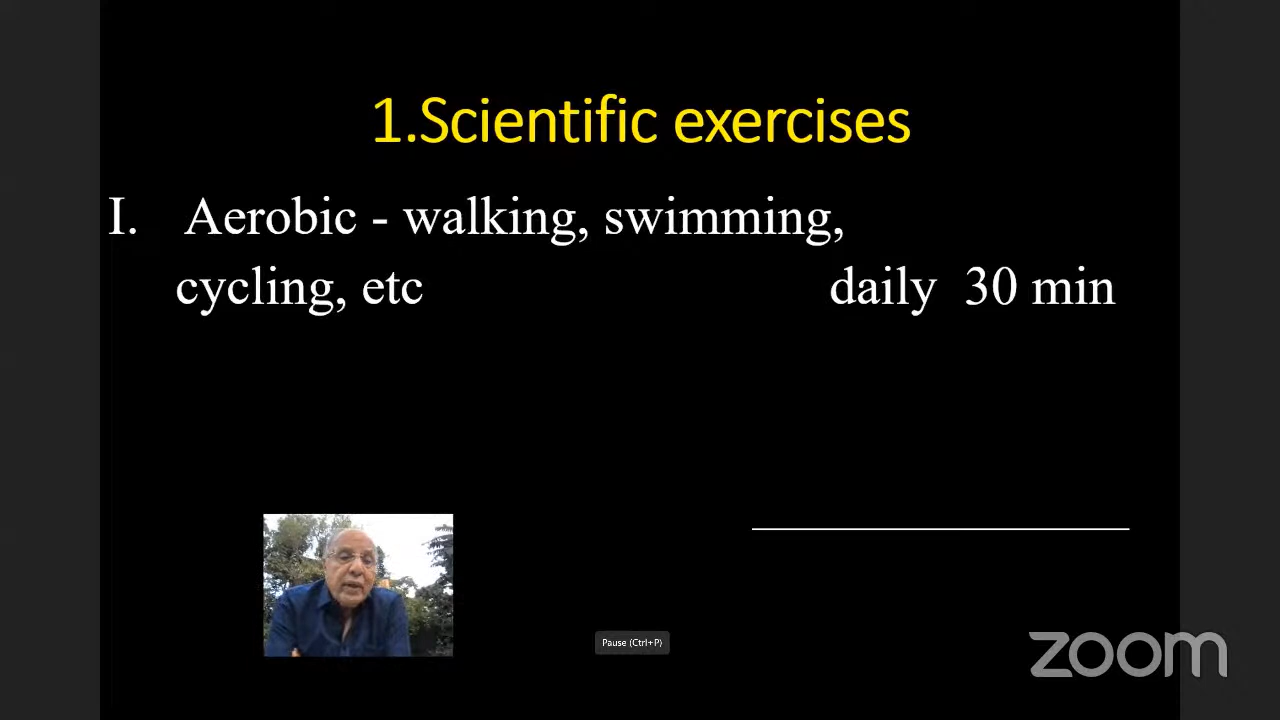 1.Scientific exercises
I. Aerobic - walking, swimming,
cycling, etc daily 30 min
Pause (Ctrl+P)
zoom